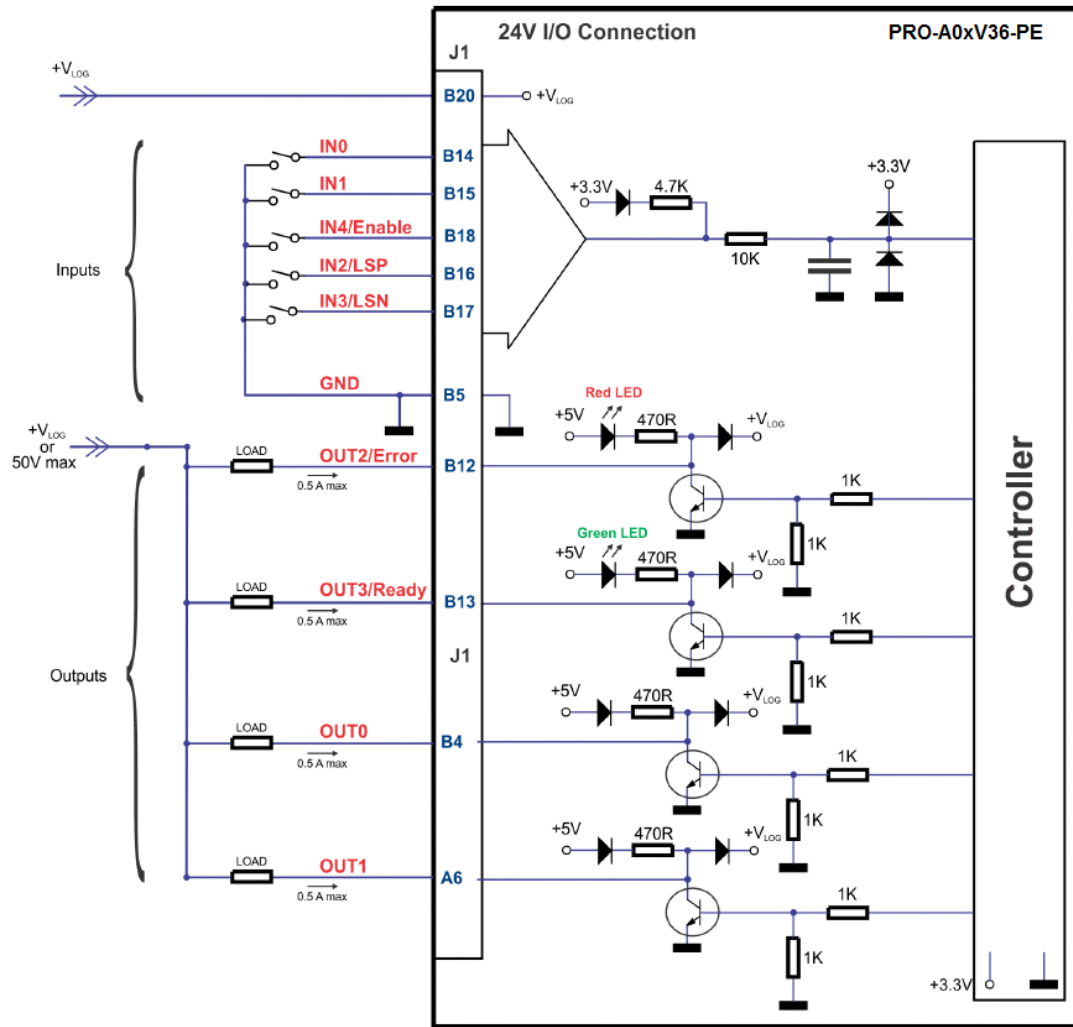 24V I/O Connection
PRO-A0xV36-PE
J1
+VLOG
B20
+VLOG
Inputs
IN0
B14
IN1
B15
IN4/Enable
B18
IN2/LSP
B16
IN3/LSN
B17
GND
B5
+3.3V
4.7K
10K
+3.3V
Controller
+VLOG
or
50V max
Outputs
LOAD
OUT2/Error
0.5 A max
B12
Red LED
+5V
470R
+VLOG
1K
1K
LOAD
OUT3/Ready
0.5 A max
B13
Green LED
+5V
470R
+VLOG
1K
1K
J1
LOAD
OUT0
0.5 A max
B4
+5V
470R
+VLOG
1K
1K
LOAD
OUT1
0.5 A max
A6
+5V
470R
+VLOG
1K
1K
+3.3V